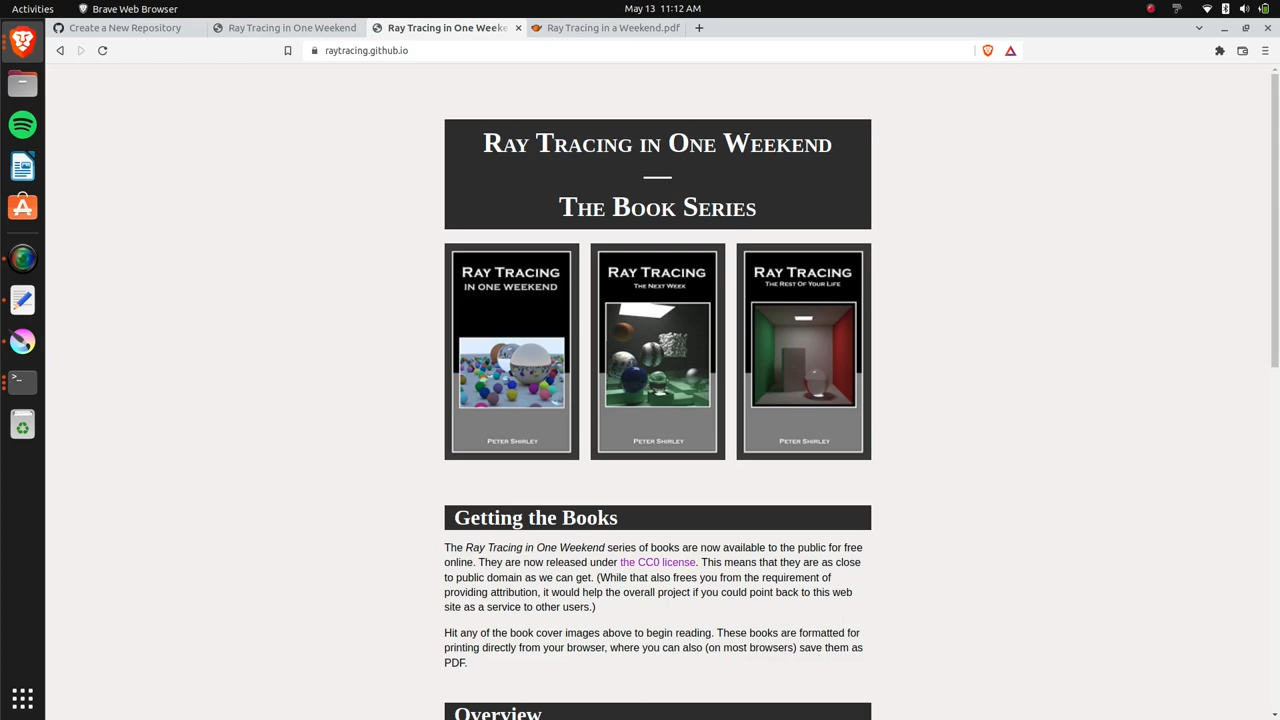 Activities Brave Web Browser May 13 11:12 AM
Create a New Repository Ray Tracing in One Weekend Ray Tracing in One Weeke Ray Tracing in a Weekend.pdf
raytracing.github.io
Ray Tracing in One Weekend
—
The Book Series
RAY TRACING
IN ONE WEEKEND
PETER SHIRLEY
RAY TRACING
THE NEXT WEEK
PETER SHIRLEY
RAY TRACING
THE REST OF YOUR LIFE
PETER SHIRLEY
Getting the Books
The Ray Tracing in One Weekend series of books are now available to the public for free
online. They are now released under the CC0 license. This means that they are as close
to public domain as we can get. (While that also frees you from the requirement of
providing attribution, it would help the overall project if you could point back to this web
site as a service to other users.)
Hit any of the book cover images above to begin reading. These books are formatted for
printing directly from your browser, where you can also (on most browsers) save them as
PDF.
Overview